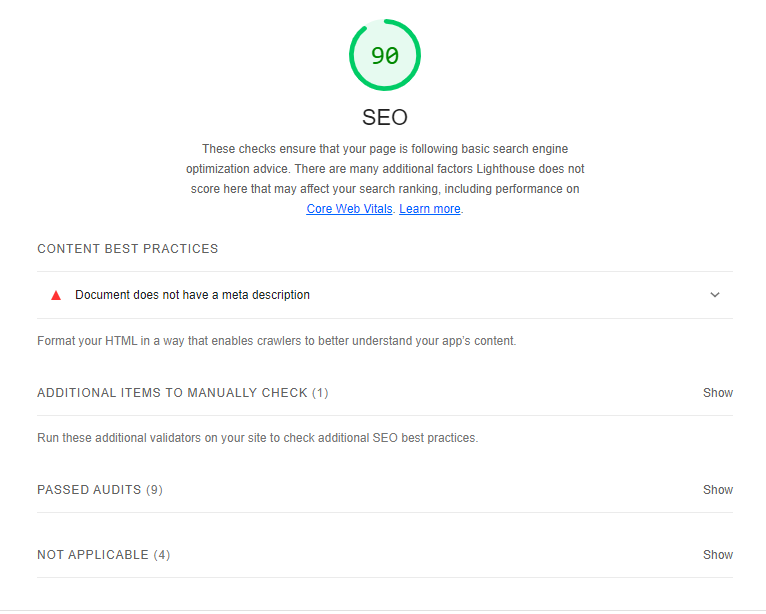 90
SEO
These checks ensure that your page is following basic search engine
optimization advice. There are many additional factors Lighthouse does not
score here that may affect your search ranking, including performance on
Core Web Vitals. Learn more.
CONTENT BEST PRACTICES
Document does not have a meta description
Format your HTML in a way that enables crawlers to better understand your app’s content.
ADDITIONAL ITEMS TO MANUALLY CHECK (1) Show
Run these additional validators on your site to check additional SEO best practices.
PASSED AUDITS (9) Show
NOT APPLICABLE (4) Show